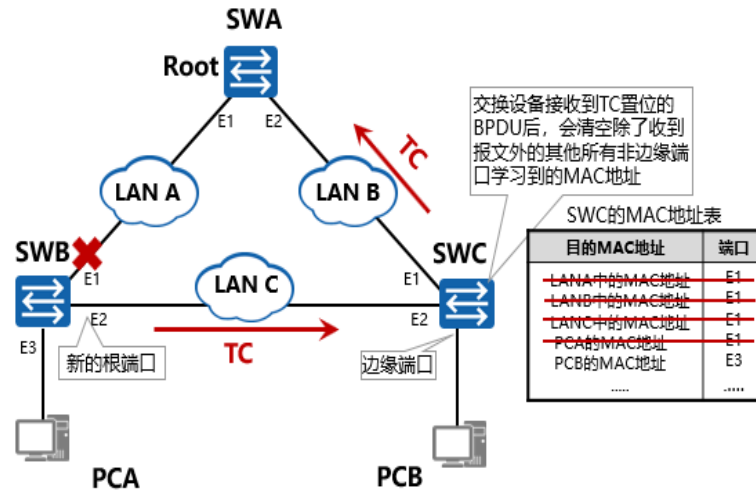 SWA
Root
E1
E2
交换设备接收到TC置位的
BPDU后，会清空除了收到
报文外的其他所有非边缘端
口学习到的MAC地址
TC
LAN A
LAN B
SWC的MAC地址表
目的MAC地址 端口
LANA中的MAC地址 E1
LANB中的MAC地址 E1
LANC中的MAC地址 E1
PCA的MAC地址 E1
PCB的MAC地址 E3
..... .....
SWB
SWC
E1
LAN C
E1
E2
E2
TC
E3
新的根端口
边缘端口
PCA
PCB